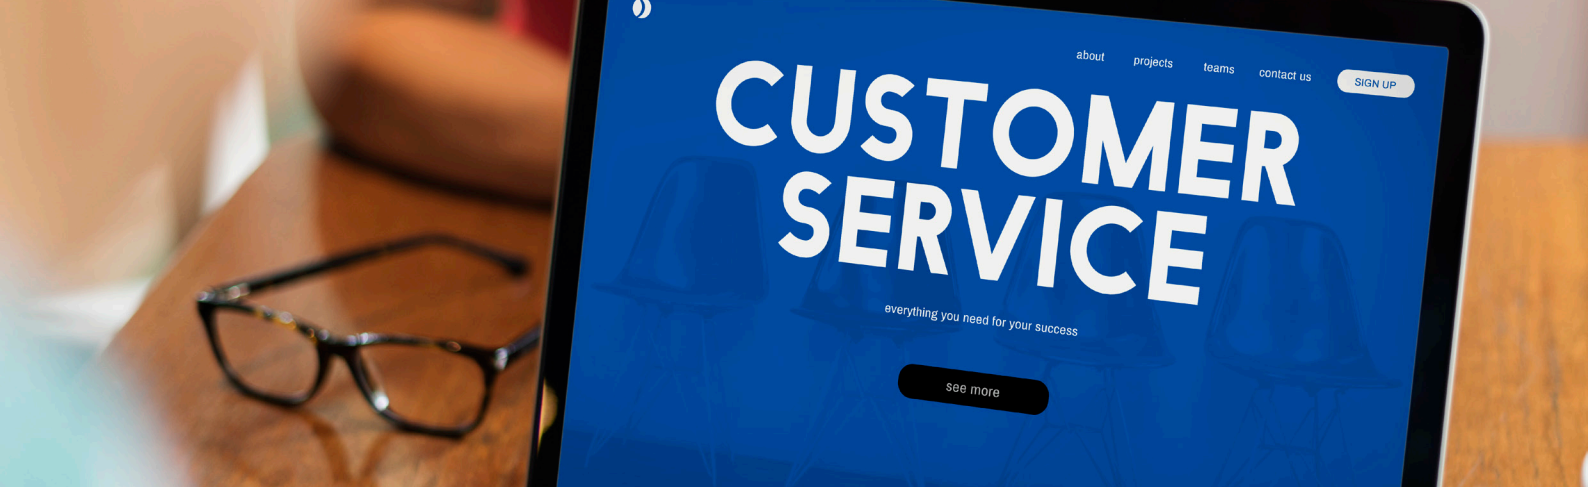 about projects teams contact us SIGN UP
CUSTOMER
SERVICE
everything you need for your success
see more